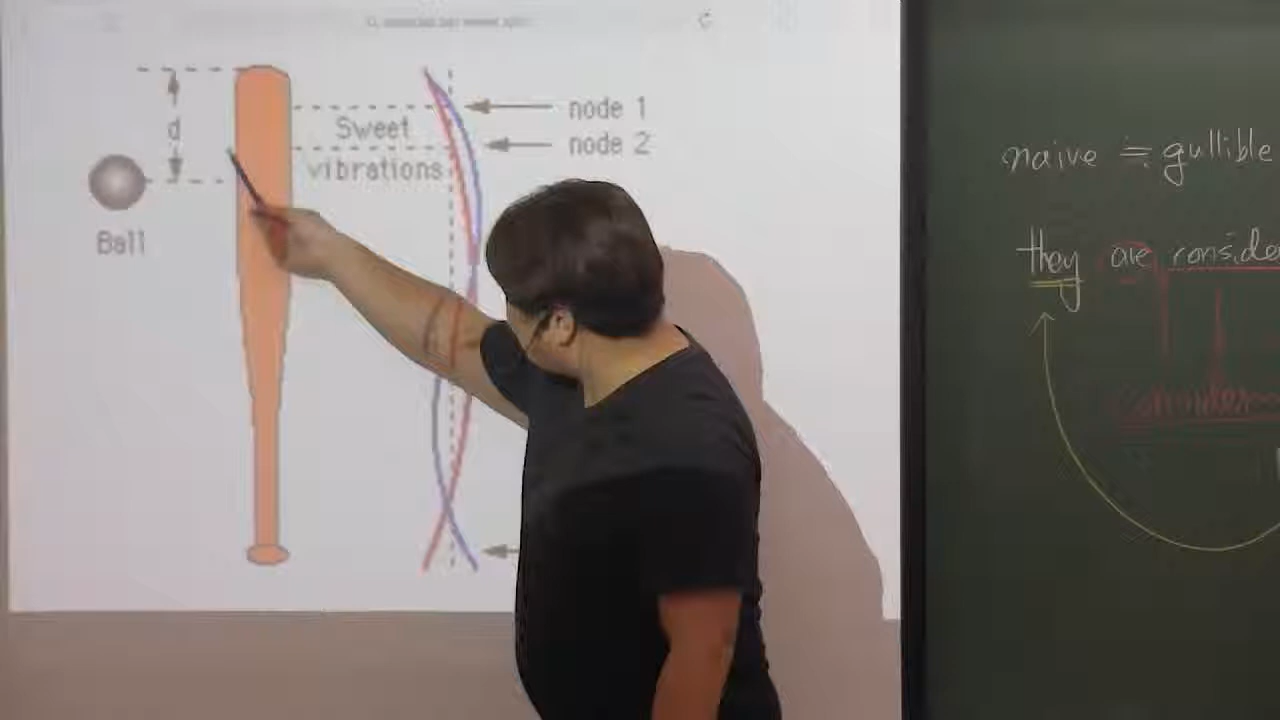 node 1
d
Sweet
node 2
vibrations
Ball
naive ≒ gullible
they are